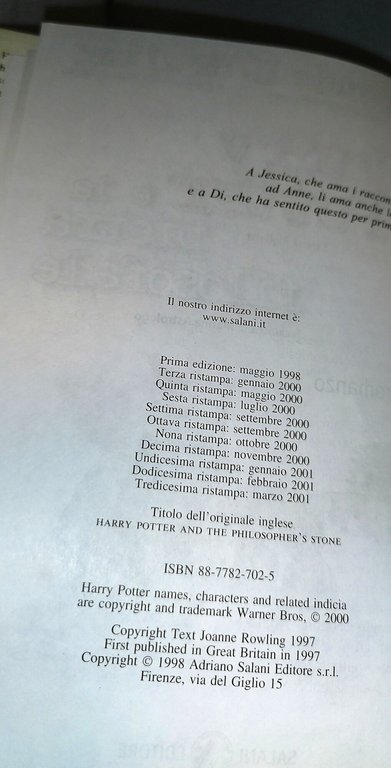 A Jessica, che ama i
ad Anne, li ama anche
e a Di, che ha sentito questo per
Il nostro indirizzo internet è:
www.salani.it
Prima edizione: maggio 1998
Terza ristampa: gennaio 2000
Quinta ristampa: maggio 2000
Sesta ristampa: luglio 2000
Settima ristampa: settembre 2000
Ottava ristampa: settembre 2000
Nona ristampa: ottobre 2000
Decima ristampa: novembre 2000
Undicesima ristampa: gennaio 2001
Dodicesima ristampa: febbraio 2001
Tredicesima ristampa: marzo 2001
Titolo dell'originale inglese
HARRY POTTER AND THE PHILOSOPHER'S STONE
ISBN 88-7782-702-5
Harry Potter names, characters and related indicia
are copyright and trademark Warner Bros, © 2000
Copyright Text Joanne Rowling 1997
First published in Great Britain in 1997
Copyright © 1998 Adriano Salani Editore s.r.l.
Firenze, via del Giglio 15